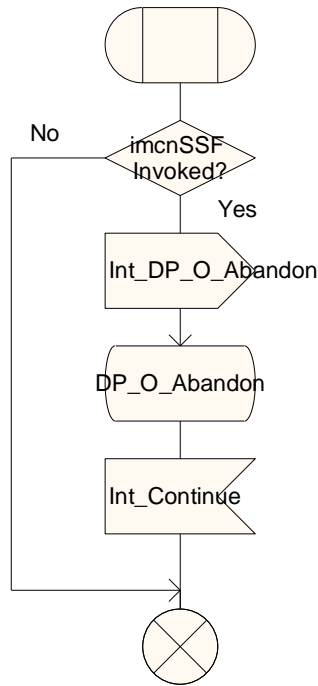 No
imcnSSF
Invoked?
Yes
Int_DP_O_Abandon
DP_O_Abandon
Int_Continue